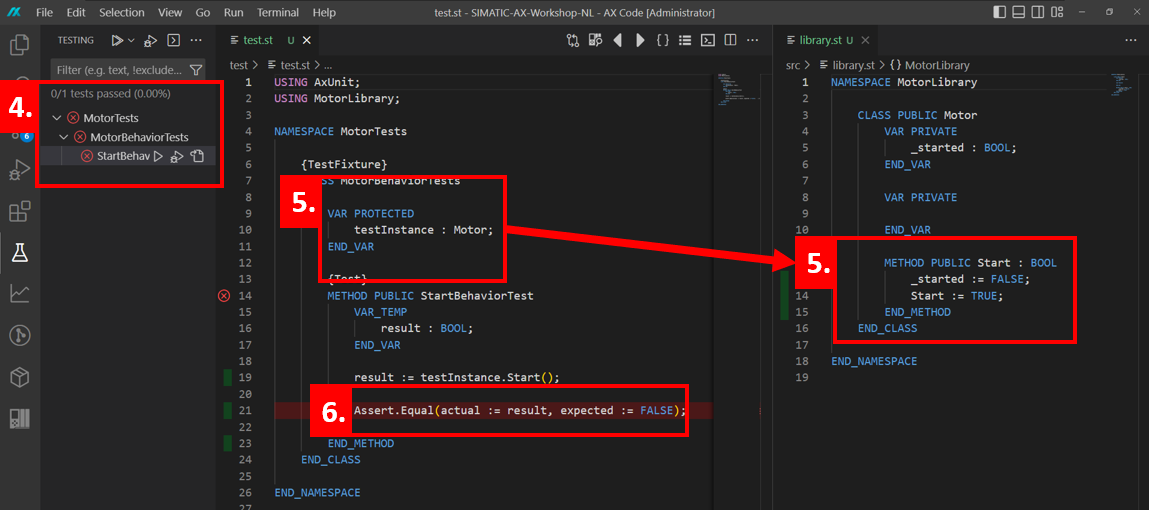 File Edit Selection View Go Run Terminal Help
test.st - SIMATIC-AX-Workshop-NL - AX Code [Administrator]
TESTING
Filter (e.g. text, !exclude...
0/1 tests passed (0.00%)
4.
MotorTests
MotorBehaviorTests
StartBehav
6
test.st U
test > test.st > ...
1 USING AxUnit;
2 USING MotorLibrary;
3
4 NAMESPACE MotorTests
5
6 {TestFixture}
7 SS MotorBehaviorTests
8
5.
9 VAR PROTECTED
10 testInstance : Motor;
11 END_VAR
12
13 {Test}
14 METHOD PUBLIC StartBehaviorTest
15 VAR_TEMP
16 result : BOOL;
17 END_VAR
18
19 result := testInstance.Start();
20
6.
21 Assert.Equal(actual := result, expected := FALSE);
22
23 END_METHOD
24 END_CLASS
25
26 END_NAMESPACE
27
library.st U
src > library.st > {} MotorLibrary
1 NAMESPACE MotorLibrary
2
3 CLASS PUBLIC Motor
4 VAR PRIVATE
5 _started : BOOL;
6 END_VAR
7
8 VAR PRIVATE
9
10 END_VAR
5.
METHOD PUBLIC Start : BOOL
_started := FALSE;
14 Start := TRUE;
15 END_METHOD
16 END_CLASS
17
18 END_NAMESPACE
19